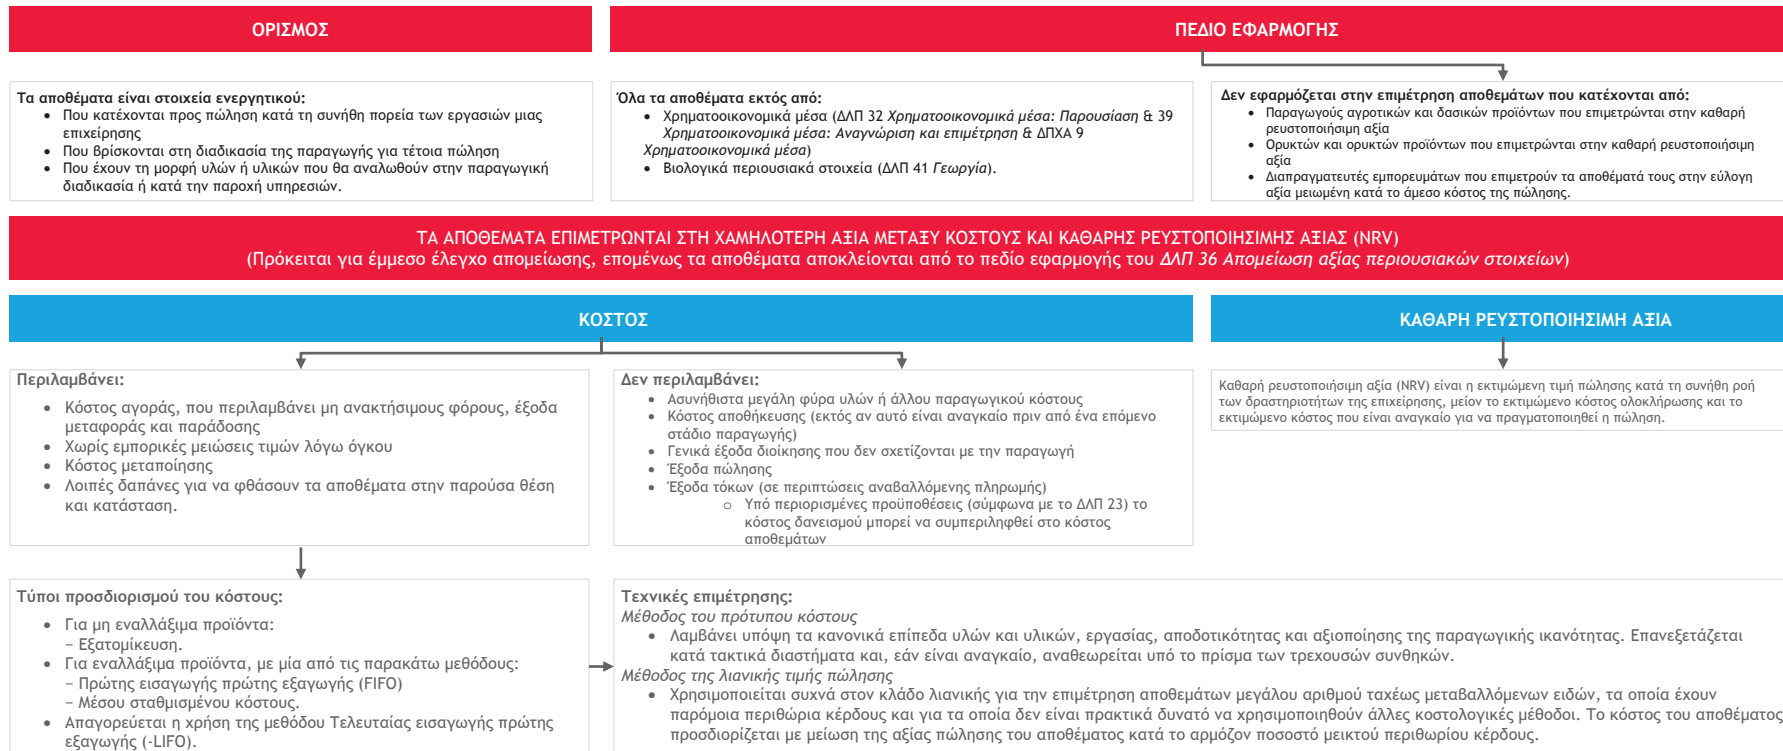 ΟΡΙΣΜΟΣ
ΠΕΔΙΟ ΕΦΑΡΜΟΓΗΣ
Τα αποθέματα είναι στοιχεία ενεργητικού:
• Που κατέχονται προς πώληση κατά τη συνήθη πορεία των εργασιών μιας
επιχείρησης
• Που βρίσκονται στη διαδικασία της παραγωγής για τέτοια πώληση
• Που έχουν τη μορφή υλών ή υλικών που θα αναλωθούν στην παραγωγική
διαδικασία ή κατά την παροχή υπηρεσιών.
Όλα τα αποθέματα εκτός από:
• Χρηματοοικονομικά μέσα (ΔΛΠ 32 Χρηματοοικονομικά μέσα: Παρουσίαση & 39
Χρηματοοικονομικά μέσα: Αναγνώριση και επιμέτρηση & ΔΠΧΑ 9
Χρηματοοικονομικά μέσα)
• Βιολογικά περιουσιακά στοιχεία (ΔΛΠ 41 Γεωργία).
Δεν εφαρμόζεται στην επιμέτρηση αποθεμάτων που κατέχονται από:
• Παραγωγούς αγροτικών και δασικών προϊόντων που επιμετρώνται στην καθαρή
ρευστοποιήσιμη αξία
• Ορυκτών και ορυκτών προϊόντων που επιμετρώνται στην καθαρή ρευστοποιήσιμη
αξία
• Διαπραγματευτές εμπορευμάτων που επιμετρούν τα αποθέματά τους στην εύλογη
αξία μειωμένη κατά το άμεσο κόστος της πώλησης.
ΤΑ ΑΠΟΘΕΜΑΤΑ ΕΠΙΜΕΤΡΩΝΤΑΙ ΣΤΗ ΧΑΜΗΛΟΤΕΡΗ ΑΞΙΑ ΜΕΤΑΞΥ ΚΟΣΤΟΥΣ ΚΑΙ ΚΑΘΑΡΗΣ ΡΕΥΣΤΟΠΟΙΗΣΙΜΗΣ ΑΞΙΑΣ (NRV)
(Πρόκειται για έμμεσο έλεγχο απομείωσης, επομένως τα αποθέματα αποκλείονται από το πεδίο εφαρμογής του ΔΛΠ 36 Απομείωση αξίας περιουσιακών στοιχείων)
ΚΟΣΤΟΣ
ΚΑΘΑΡΗ ΡΕΥΣΤΟΠΟΙΗΣΙΜΗ ΑΞΙΑ
Περιλαμβάνει:
• Κόστος αγοράς, που περιλαμβάνει μη ανακτήσιμους φόρους, έξοδα
μεταφοράς και παράδοσης
• Χωρίς εμπορικές μειώσεις τιμών λόγω όγκου
• Κόστος μεταποίησης
• Λοιπές δαπάνες για να φθάσουν τα αποθέματα στην παρούσα θέση
και κατάσταση.
Δεν περιλαμβάνει:
• Ασυνήθιστα μεγάλη φύρα υλών ή άλλου παραγωγικού κόστους
• Κόστος αποθήκευσης (εκτός αν αυτό είναι αναγκαίο πριν από ένα επόμενο
στάδιο παραγωγής)
• Γενικά έξοδα διοίκησης που δεν σχετίζονται με την παραγωγή
• Έξοδα πώλησης
• Έξοδα τόκων (σε περιπτώσεις αναβαλλόμενης πληρωμής)
o Υπό περιορισμένες προϋποθέσεις (σύμφωνα με το ΔΛΠ 23) το
κόστος δανεισμού μπορεί να συμπεριληφθεί στο κόστος
αποθεμάτων
Καθαρή ρευστοποιήσιμη αξία (NRV) είναι η εκτιμώμενη τιμή πώλησης κατά τη συνήθη ροή
των δραστηριοτήτων της επιχείρησης, μείον το εκτιμώμενο κόστος ολοκλήρωσης και το
εκτιμώμενο κόστος που είναι αναγκαίο για να πραγματοποιηθεί η πώληση.
Τύποι προσδιορισμού του κόστους:
• Για μη εναλλάξιμα προϊόντα:
− Εξατομίκευση.
• Για εναλλάξιμα προϊόντα, με μία από τις παρακάτω μεθόδους:
− Πρώτης εισαγωγής πρώτης εξαγωγής (FIFO)
− Μέσου σταθμισμένου κόστους.
• Απαγορεύεται η χρήση της μεθόδου Τελευταίας εισαγωγής πρώτης
εξαγωγής (-LIFO).
Τεχνικές επιμέτρησης:
Μέθοδος του πρότυπου κόστους
• Λαμβάνει υπόψη τα κανονικά επίπεδα υλών και υλικών, εργασίας, αποδοτικότητας και αξιοποίησης της παραγωγικής ικανότητας. Επανεξετάζεται
κατά τακτικά διαστήματα και, εάν είναι αναγκαίο, αναθεωρείται υπό το πρίσμα των τρεχουσών συνθηκών.
Μέθοδος της λιανικής τιμής πώλησης
• Χρησιμοποιείται συχνά στον κλάδο λιανικής για την επιμέτρηση αποθεμάτων μεγάλου αριθμού ταχέως μεταβαλλόμενων ειδών, τα οποία έχουν
παρόμοια περιθώρια κέρδους και για τα οποία δεν είναι πρακτικά δυνατό να χρησιμοποιηθούν άλλες κοστολογικές μέθοδοι. Το κόστος του αποθέματος
προσδιορίζεται με μείωση της αξίας πώλησης του αποθέματος κατά το αρμόζον ποσοστό μεικτού περιθωρίου κέρδους.